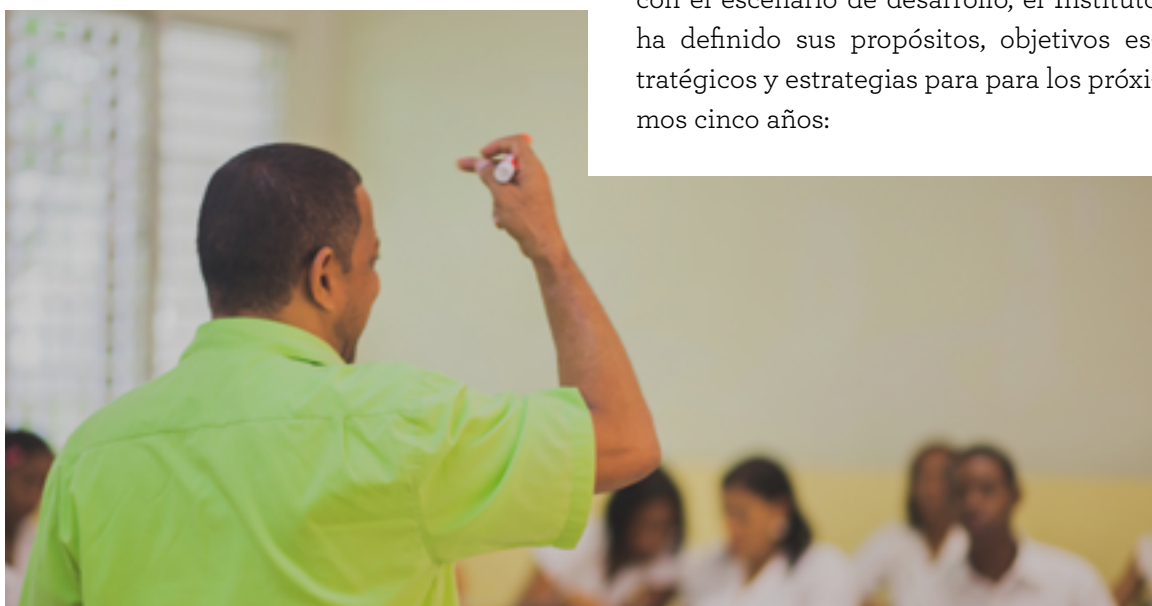 con el escenario de desarrollo, el Instituto
ha definido sus propósitos, objetivos es-
tratégicos y estrategias para para los próxi-
mos cinco años: